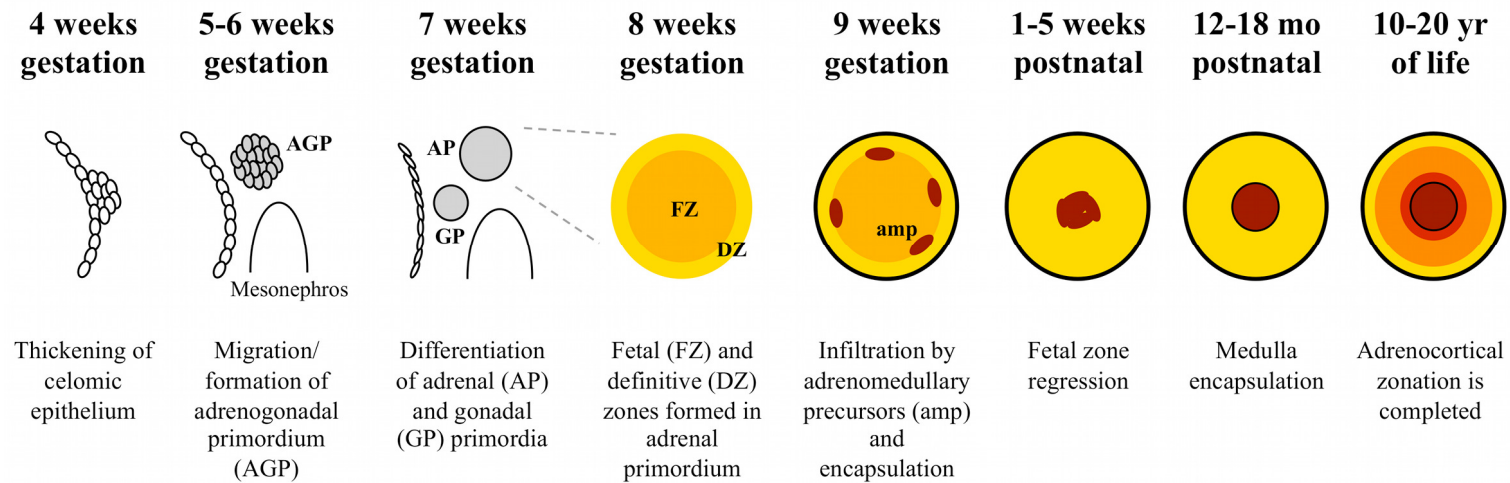 4 weeks
gestation
5-6 weeks
gestation
7 weeks
gestation
8 weeks
gestation
9 weeks
gestation
1-5 weeks
postnatal
12-18 mo
postnatal
10-20 yr
of life
AGP
Mesonephros
AP
GP
FZ
DZ
amp
Thickening of
celomic
epithelium
Migration/
formation of
adrenogonadal
primordium
(AGP)
Differentiation
of adrenal (AP)
and gonadal
(GP) primordia
Fetal (FZ) and
definitive (DZ)
zones formed in
adrenal
primordium
Infiltration by
adrenomedullary
precursors (amp)
and
encapsulation
Fetal zone
regression
Medulla
encapsulation
Adrenocortical
zonation is
completed